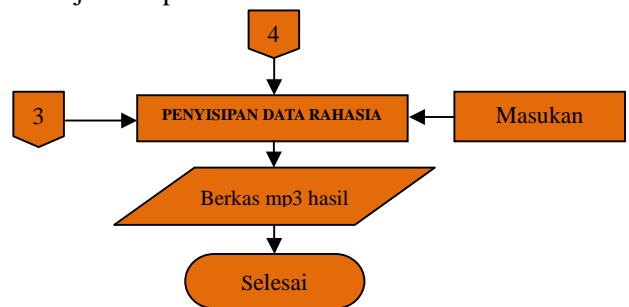 4
3
PENYISIPAN DATA RAHASIA
Masukan
Berkas mp3 hasil
Selesai